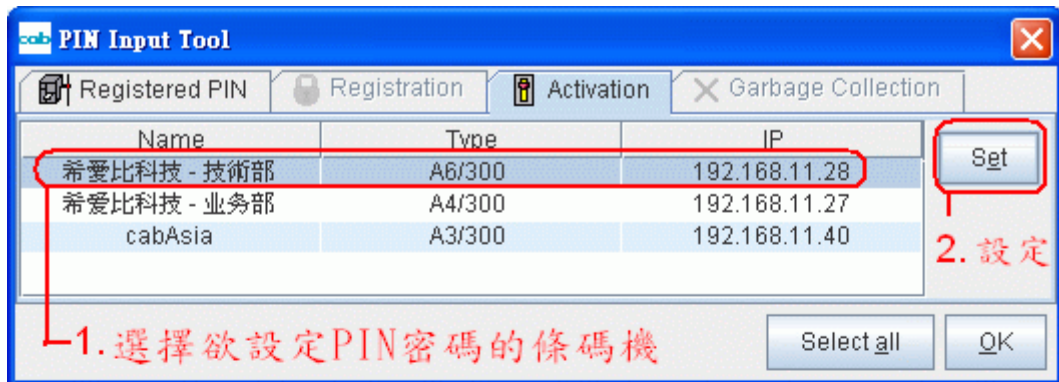 cab PIN Input Tool
Registered PIN Registration Activation Garbage Collection
Name Type IP
希愛比科技 - 技術部 A6/300 192.168.11.28
希爱比科技 - 业务部 A4/300 192.168.11.27
cabAsia A3/300 192.168.11.40
Set
2. 設定
1. 選擇欲設定PIN密碼的條碼機
Select all OK